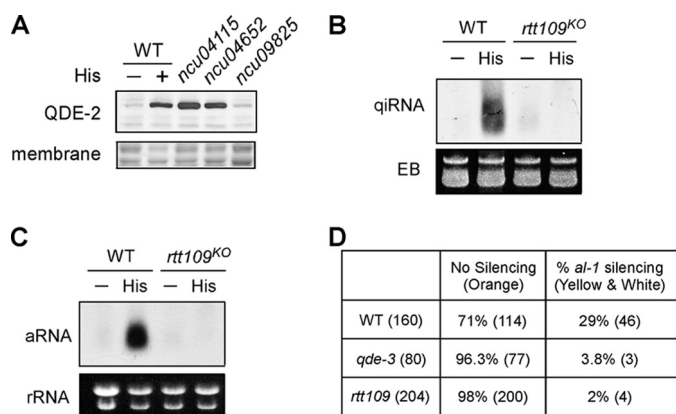 A
WT
ncu04115
ncu04652
ncu09825
His
– +
QDE-2
membrane
B
WT rtt109KO
– His – His
qiRNA
EB
C
WT rtt109KO
– His – His
aRNA
rRNA
D
No Silencing (Orange)
% al-1 silencing (Yellow & White)
WT (160) 71% (114) 29% (46)
qde-3 (80) 96.3% (77) 3.8% (3)
rtt109 (204) 98% (200) 2% (4)